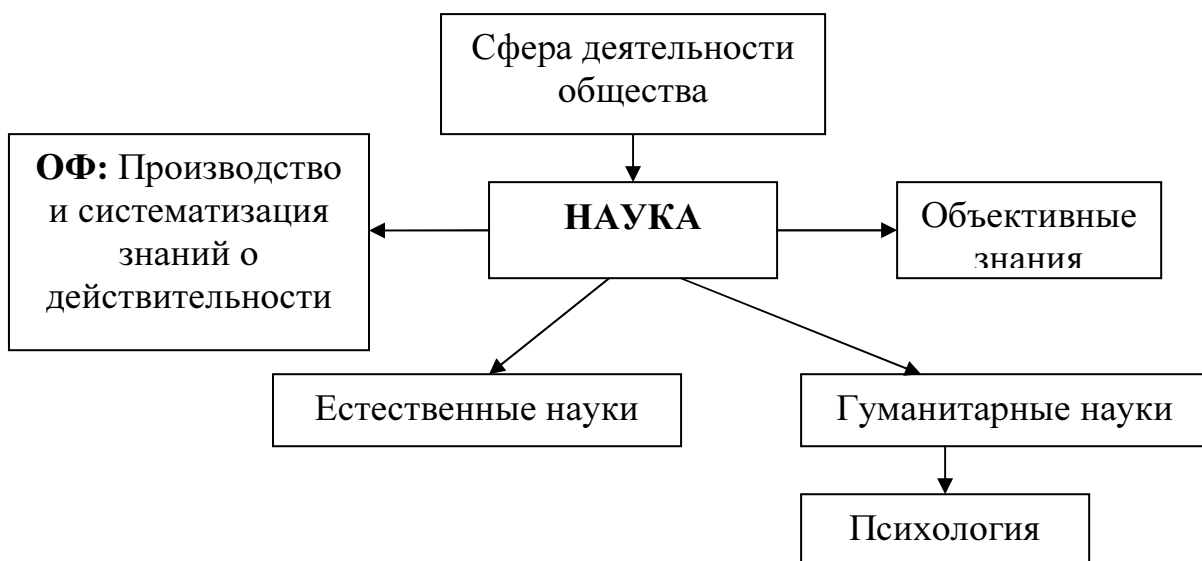 Сфера деятельности
общества
ОФ: Производство
и систематизация
знаний о
действительности
НАУКА
Объективные
знания
Естественные науки
Гуманитарные науки
Психология